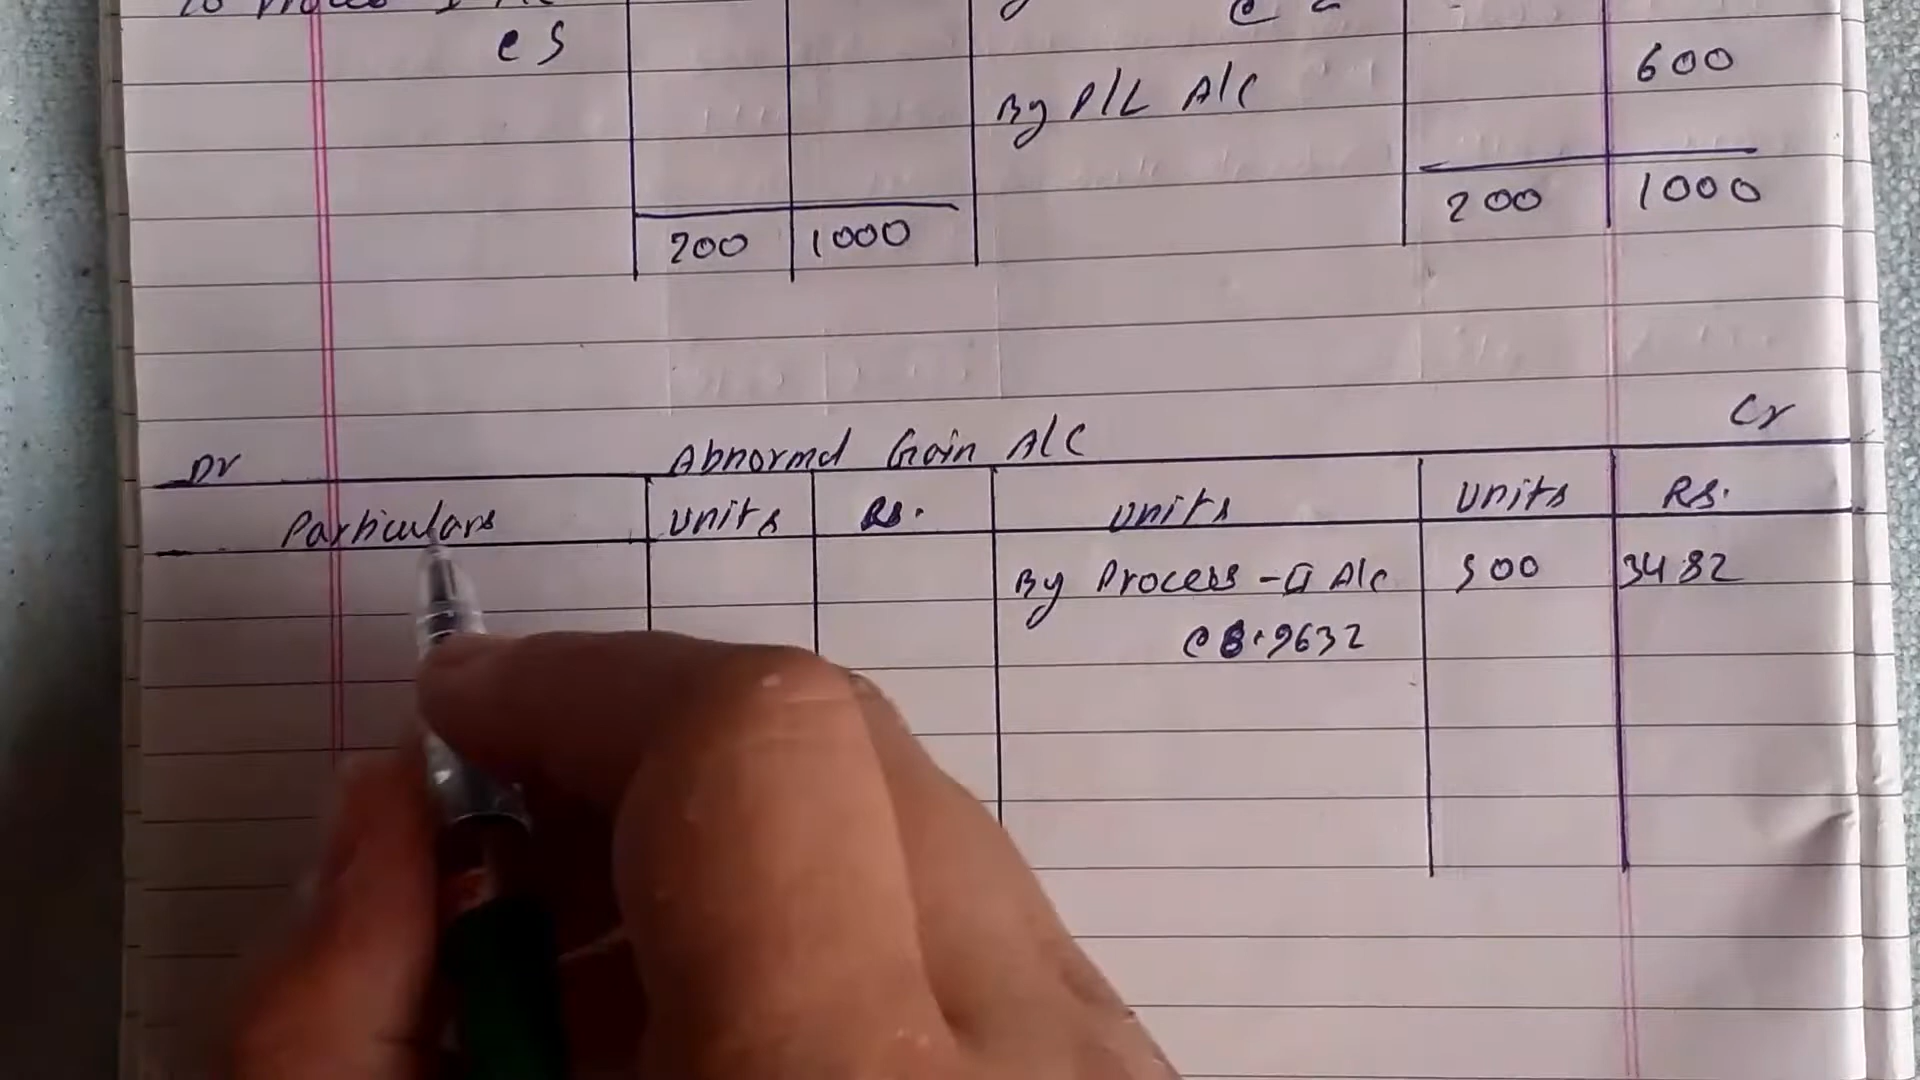 e 5
600
By P/L A/c
200 1000
200 1000
Dr Abnormal Gain A/c Cr
Particulars Units Rs. Units Units Rs.
By Process - II A/c 500 3482
@ 8.9632